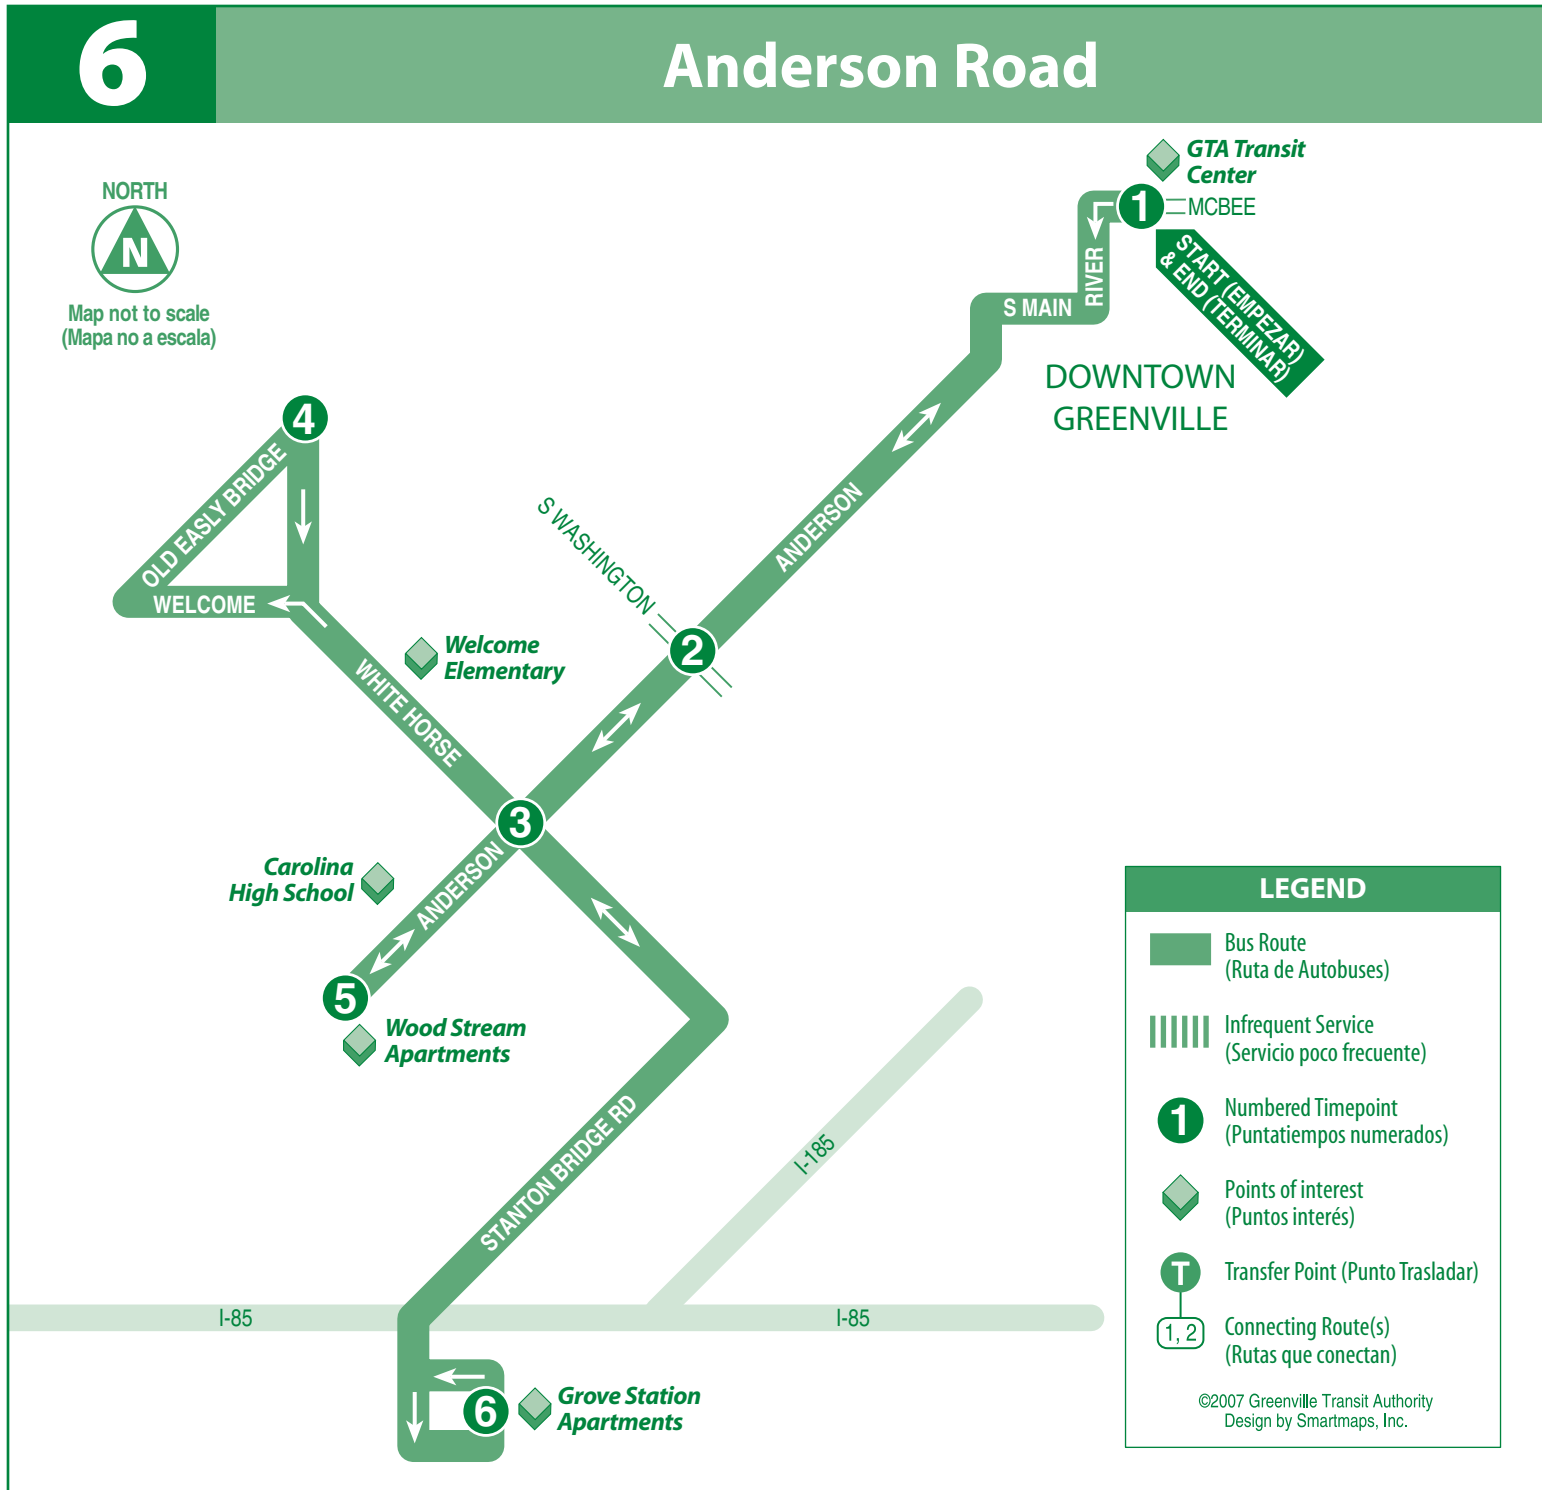 6
Anderson Road
NORTH
N
Map not to scale
(Mapa no a escala)
GTA Transit
Center
1
MCBEE
START (EMPEZAR)
& END (TERMINAR)
RIVER
S MAIN
DOWNTOWN
GREENVILLE
4
OLD EASLY BRIDGE
WELCOME
S WASHINGTON
ANDERSON
2
Welcome
Elementary
WHITE HORSE
3
Carolina
High School
ANDERSON
5
Wood Stream
Apartments
STANTON BRIDGE RD
I-185
I-85
I-85
6
Grove Station
Apartments
LEGEND
Bus Route
(Ruta de Autobuses)
Infrequent Service
(Servicio poco frecuente)
1
Numbered Timepoint
(Puntatiempos numerados)
Points of interest
(Puntos interés)
T
Transfer Point (Punto Trasladar)
1, 2
Connecting Route(s)
(Rutas que conectan)
©2007 Greenville Transit Authority
Design by Smartmaps, Inc.